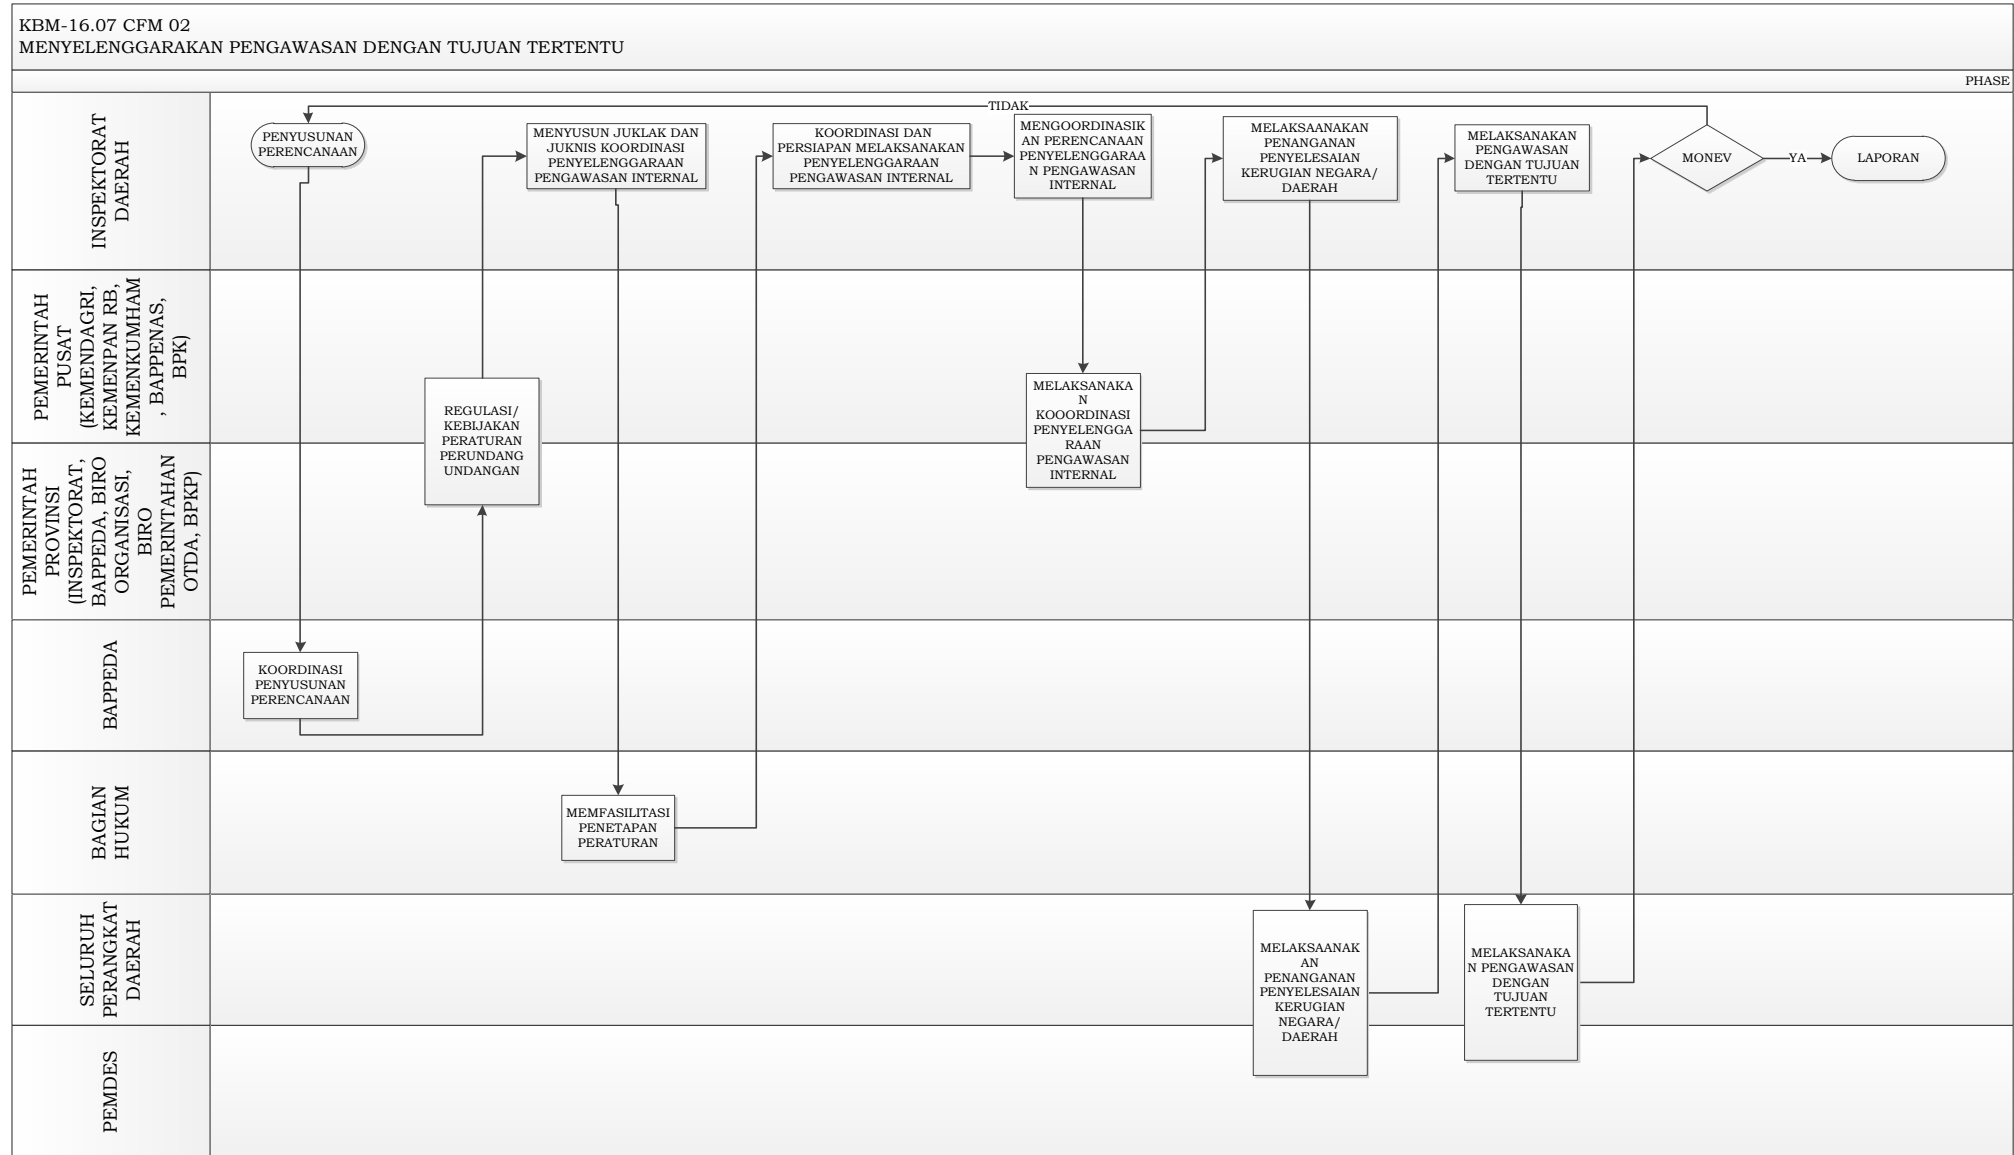 KBM-16.07 CFM 02
MENYELENGGARAKAN PENGAWASAN DENGAN TUJUAN TERTENTU
PHASE
INSPEKTORAT
DAERAH
TIDAK
PENYUSUNAN
PERENCANAAN
MENYUSUN JUKLAK DAN
JUKNIS KOORDINASI
PENYELENGGARAAN
PENGAWASAN INTERNAL
KOORDINASI DAN
PERSIAPAN MELAKSANAKAN
PENYELENGGARAAN
PENGAWASAN INTERNAL
MENGOORDINASIK
AN PERENCANAAN
PENYELENGGARAA
N PENGAWASAN
INTERNAL
MELAKSAANAKAN
PENANGANAN
PENYELESAIAN
KERUGIAN NEGARA/
DAERAH
MELAKSANAKAN
PENGAWASAN
DENGAN TUJUAN
TERTENTU
MONEV
YA
LAPORAN
PEMERINTAH
PUSAT
(KEMENDAGRI,
KEMENPAN RB,
KEMENKUMHAM
, BAPPENAS,
BPK)
REGULASI/
KEBIJAKAN
PERATURAN
PERUNDANG
UNDANGAN
MELAKSANAKA
N
KOOORDINASI
PENYELENGGA
RAAN
PENGAWASAN
INTERNAL
PEMERINTAH
PROVINSI
(INSPEKTORAT,
BAPPEDA, BIRO
ORGANISASI,
BIRO
PEMERINTAHAN
OTDA, BPKP)
BAPPEDA
KOORDINASI
PENYUSUNAN
PERENCANAAN
BAGIAN
HUKUM
MEMFASILITASI
PENETAPAN
PERATURAN
SELURUH
PERANGKAT
DAERAH
MELAKSAANAK
AN
PENANGANAN
PENYELESAIAN
KERUGIAN
NEGARA/
DAERAH
MELAKSANAKA
N PENGAWASAN
DENGAN
TUJUAN
TERTENTU
PEMDES